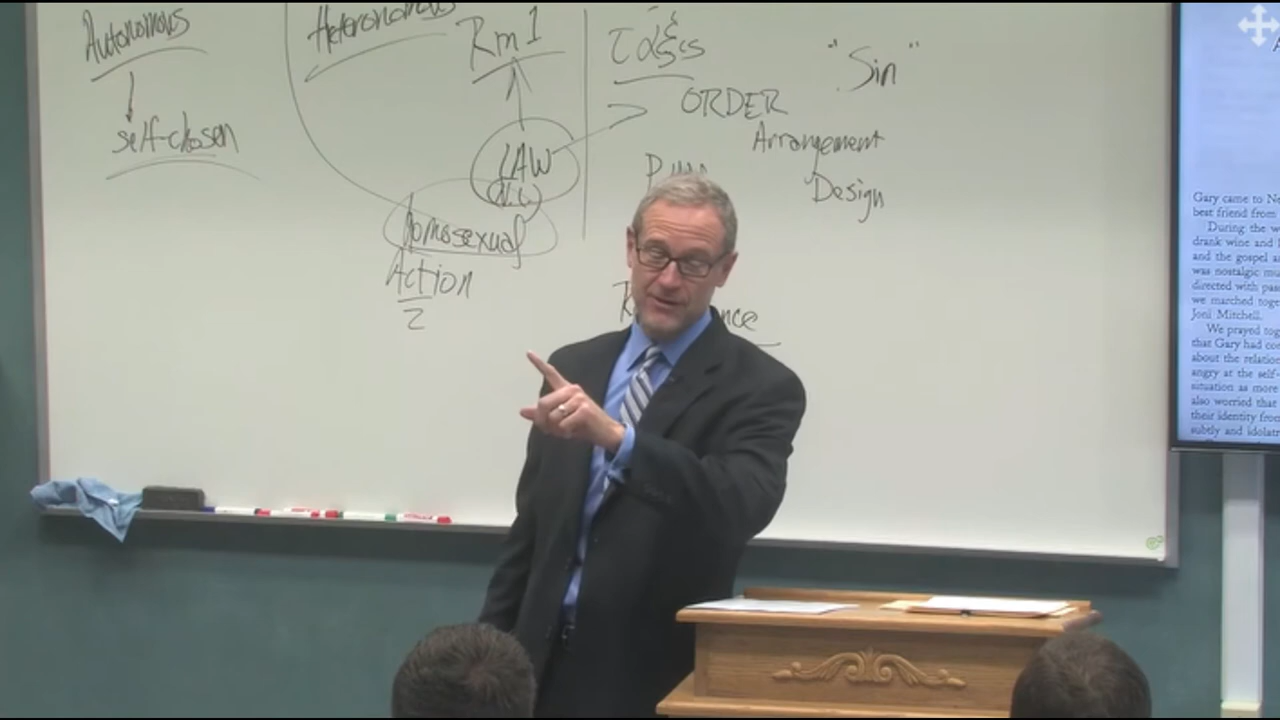 Autonomous
self-chosen
Heteronomous
Rm 1
LAW
(N.L.)
homosexual
Action
2
τάξις
"Sin"
ORDER
Arrangement
Design
Gary came to Ne
best friend from
During the w
drank wine and
and the gospel a
was nostalgic mu
directed with pas
we marched toge
Joni Mitchell.
We prayed tog
that Gary had co
about the relatio
angry at the self-
situation as more
also worried that
their identity from
subtly and idolat